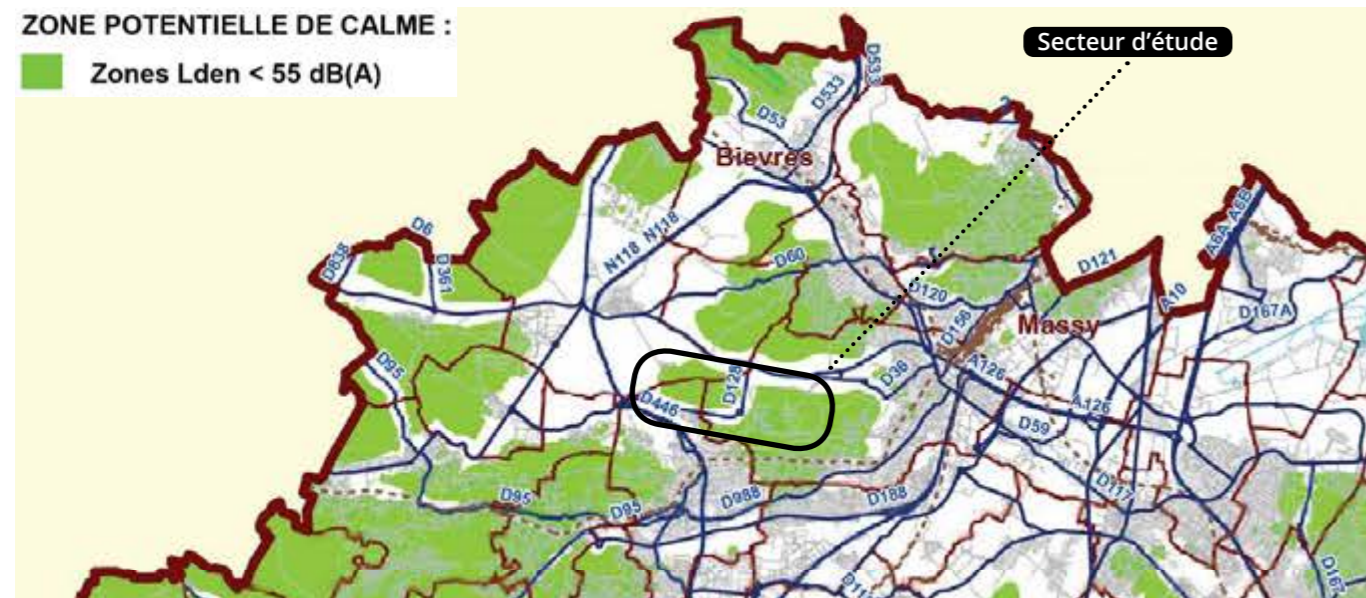 ZONE POTENTIELLE DE CALME :
Zones Lden < 55 dB(A)
Secteur d'étude
D533
D533
D53
2
Bievres
A6A A6B
D6
D838
D361
N118 N118
D60
D121
D120
A10
D167A
D156
Massy
D95
D128
D36
A126
D446
A126
D59
D95
D95
D988
D188
D117
D167